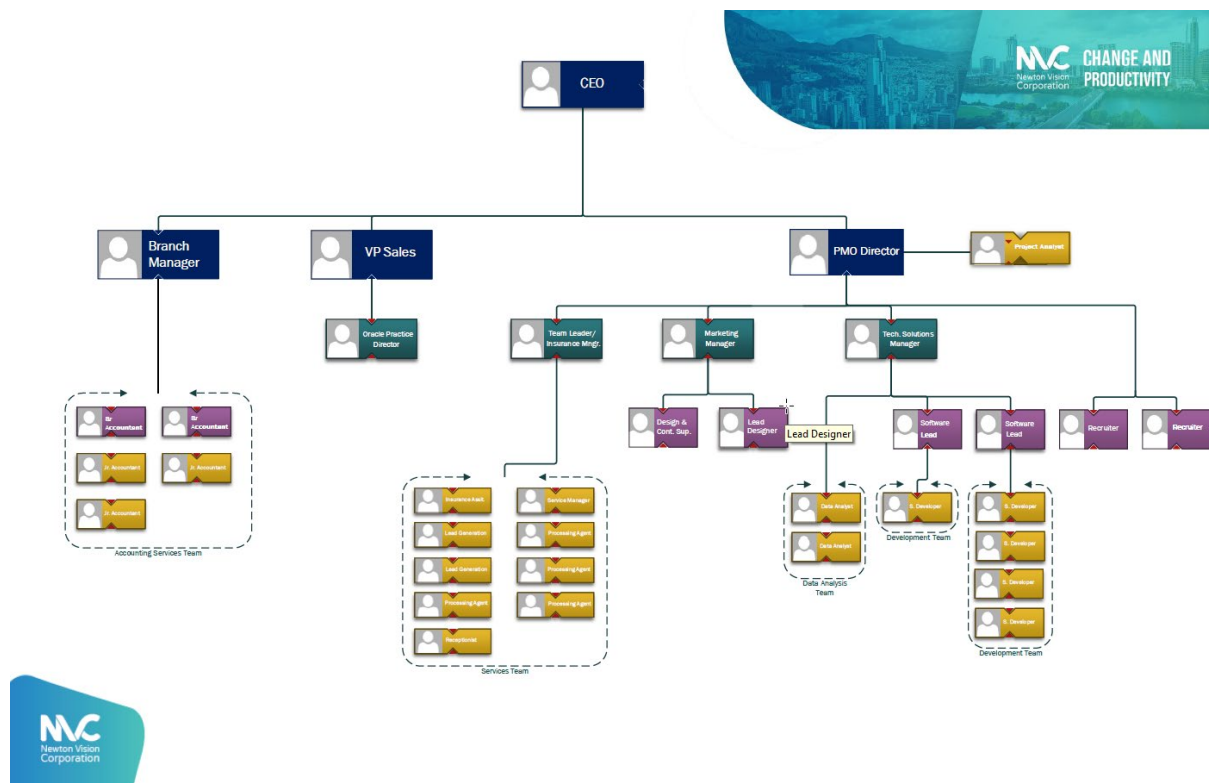 NVC
Newton Vision
Corporation
CHANGE AND
PRODUCTIVITY
CEO
Branch
Manager
VP Sales
PMO Director
Project Analyst
Oracle Practice
Director
Team Leader/
Insurance Mngr.
Marketing
Manager
Tech. Solutions
Manager
Accountant
Accountant
Design &
Cont. Sup.
Lead
Designer
Lead Designer
Software
Lead
Software
Lead
Recruiter
Recruiter
Jr. Accountant
Jr. Accountant
Jr. Accountant
Accounting Services Team
Insurance Asst.
Service Manager
Lead Generation
Processing Agent
Lead Generation
Processing Agent
Processing Agent
Processing Agent
Receptionist
Services Team
Data Analyst
Data Analyst
Data Analysis
Team
S. Developer
Development Team
S. Developer
S. Developer
S. Developer
S. Developer
Development Team
NVC
Newton Vision
Corporation